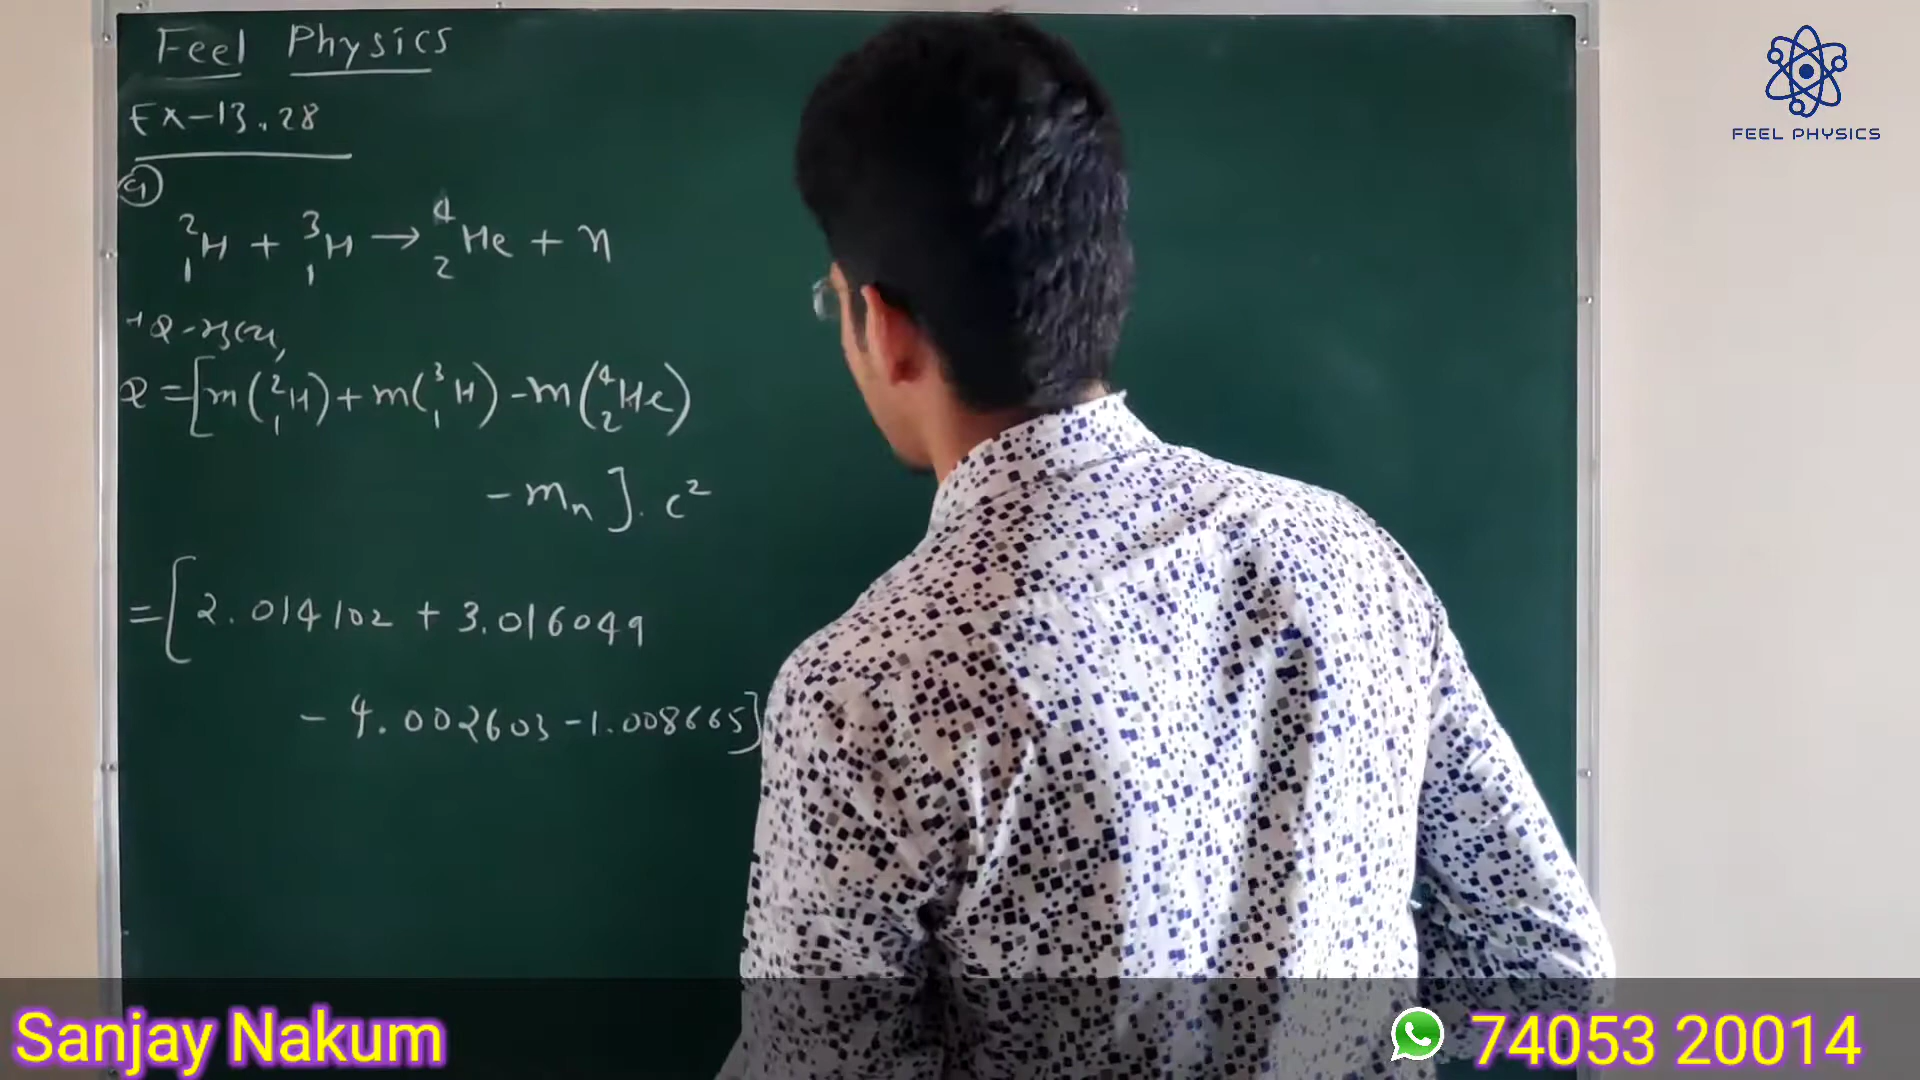 Feel Physics
Ex-13.28
²₁H + ³₁H → ⁴₂He + n
Q = [m(²₁H) + m(³₁H) - m(⁴₂He)
- mₙ] . c²
= [2.014102 + 3.016049
- 4.002603 - 1.008665]
FEEL PHYSICS
Sanjay Nakum
74053 20014